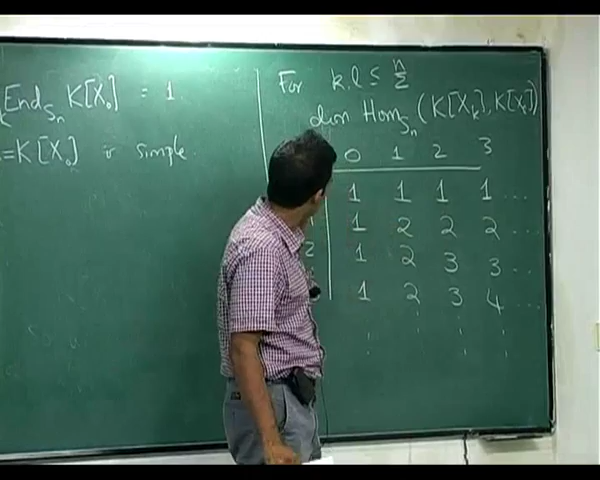 End_{S_n} K[X_0] = 1
= K[X_0] is simple.
For k, l ≤ n/2
dim Hom_{S_n} (K[X_k], K[X_l])
0 1 2 3
1 1 1 1 ...
1 1 2 2 2 ...
2 1 2 3 3 ...
1 2 3 4 ...